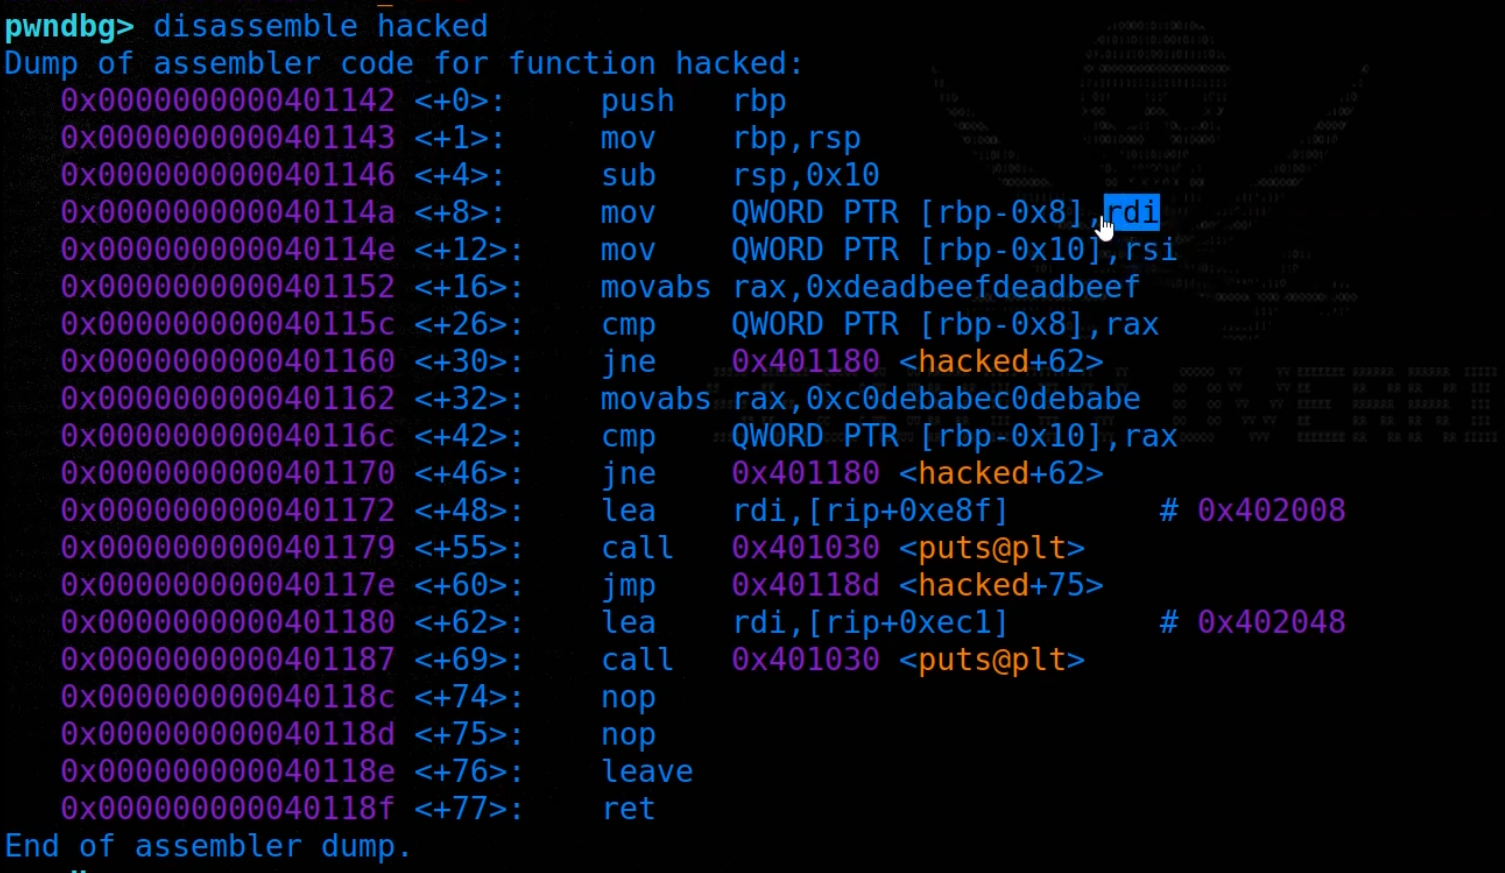 pwndbg> disassemble hacked
Dump of assembler code for function hacked:
   0x0000000000401142 <+0>:     push   rbp
   0x0000000000401143 <+1>:     mov    rbp,rsp
   0x0000000000401146 <+4>:     sub    rsp,0x10
   0x000000000040114a <+8>:     mov    QWORD PTR [rbp-0x8],rdi
   0x000000000040114e <+12>:    mov    QWORD PTR [rbp-0x10],rsi
   0x0000000000401152 <+16>:    movabs rax,0xdeadbeefdeadbeef
   0x000000000040115c <+26>:    cmp    QWORD PTR [rbp-0x8],rax
   0x0000000000401160 <+30>:    jne    0x401180 <hacked+62>
   0x0000000000401162 <+32>:    movabs rax,0xc0debabec0debabe
   0x000000000040116c <+42>:    cmp    QWORD PTR [rbp-0x10],rax
   0x0000000000401170 <+46>:    jne    0x401180 <hacked+62>
   0x0000000000401172 <+48>:    lea    rdi,[rip+0xe8f]        # 0x402008
   0x0000000000401179 <+55>:    call   0x401030 <puts@plt>
   0x000000000040117e <+60>:    jmp    0x40118d <hacked+75>
   0x0000000000401180 <+62>:    lea    rdi,[rip+0xec1]        # 0x402048
   0x0000000000401187 <+69>:    call   0x401030 <puts@plt>
   0x000000000040118c <+74>:    nop
   0x000000000040118d <+75>:    nop
   0x000000000040118e <+76>:    leave
   0x000000000040118f <+77>:    ret
End of assembler dump.